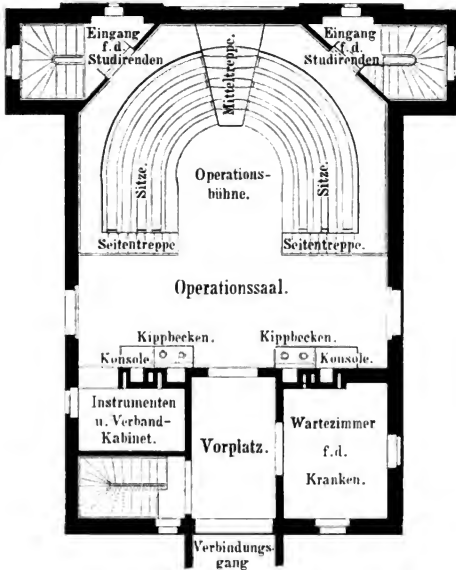 Eingang
f. d.
Studirenden
Eingang
f. d.
Studirenden
Mitteltreppe.
Sitze.
Operations-
bühne.
Sitze.
Seitentreppe
Seitentreppe.
Operationssaal.
Kippbecken.
Kippbecken.
Konsole
Konsole.
Instrumenten
u. Verband-
Kabinet.
Vorplatz.
Wartezimmer
f. d.
Kranken.
Verbindungs-
gang